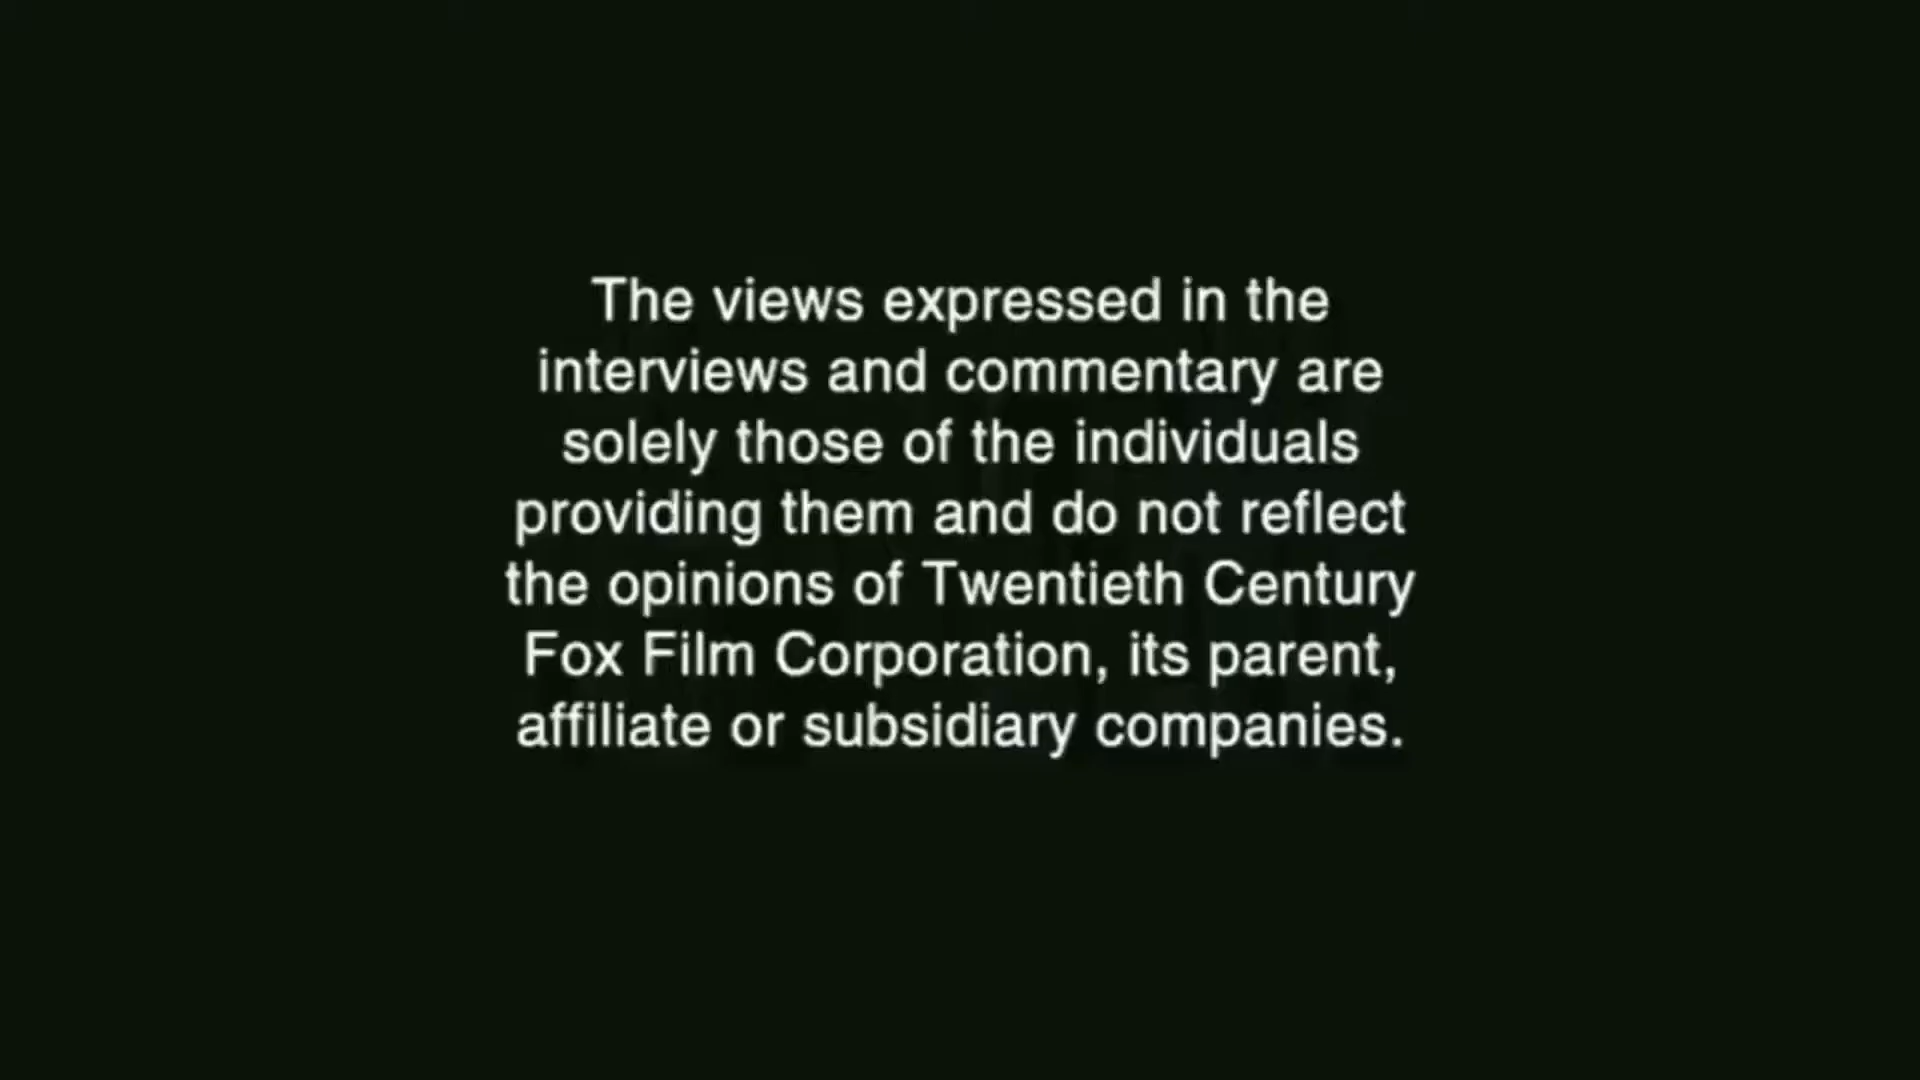 The views expressed in the
interviews and commentary are
solely those of the individuals
providing them and do not reflect
the opinions of Twentieth Century
Fox Film Corporation, its parent,
affiliate or subsidiary companies.